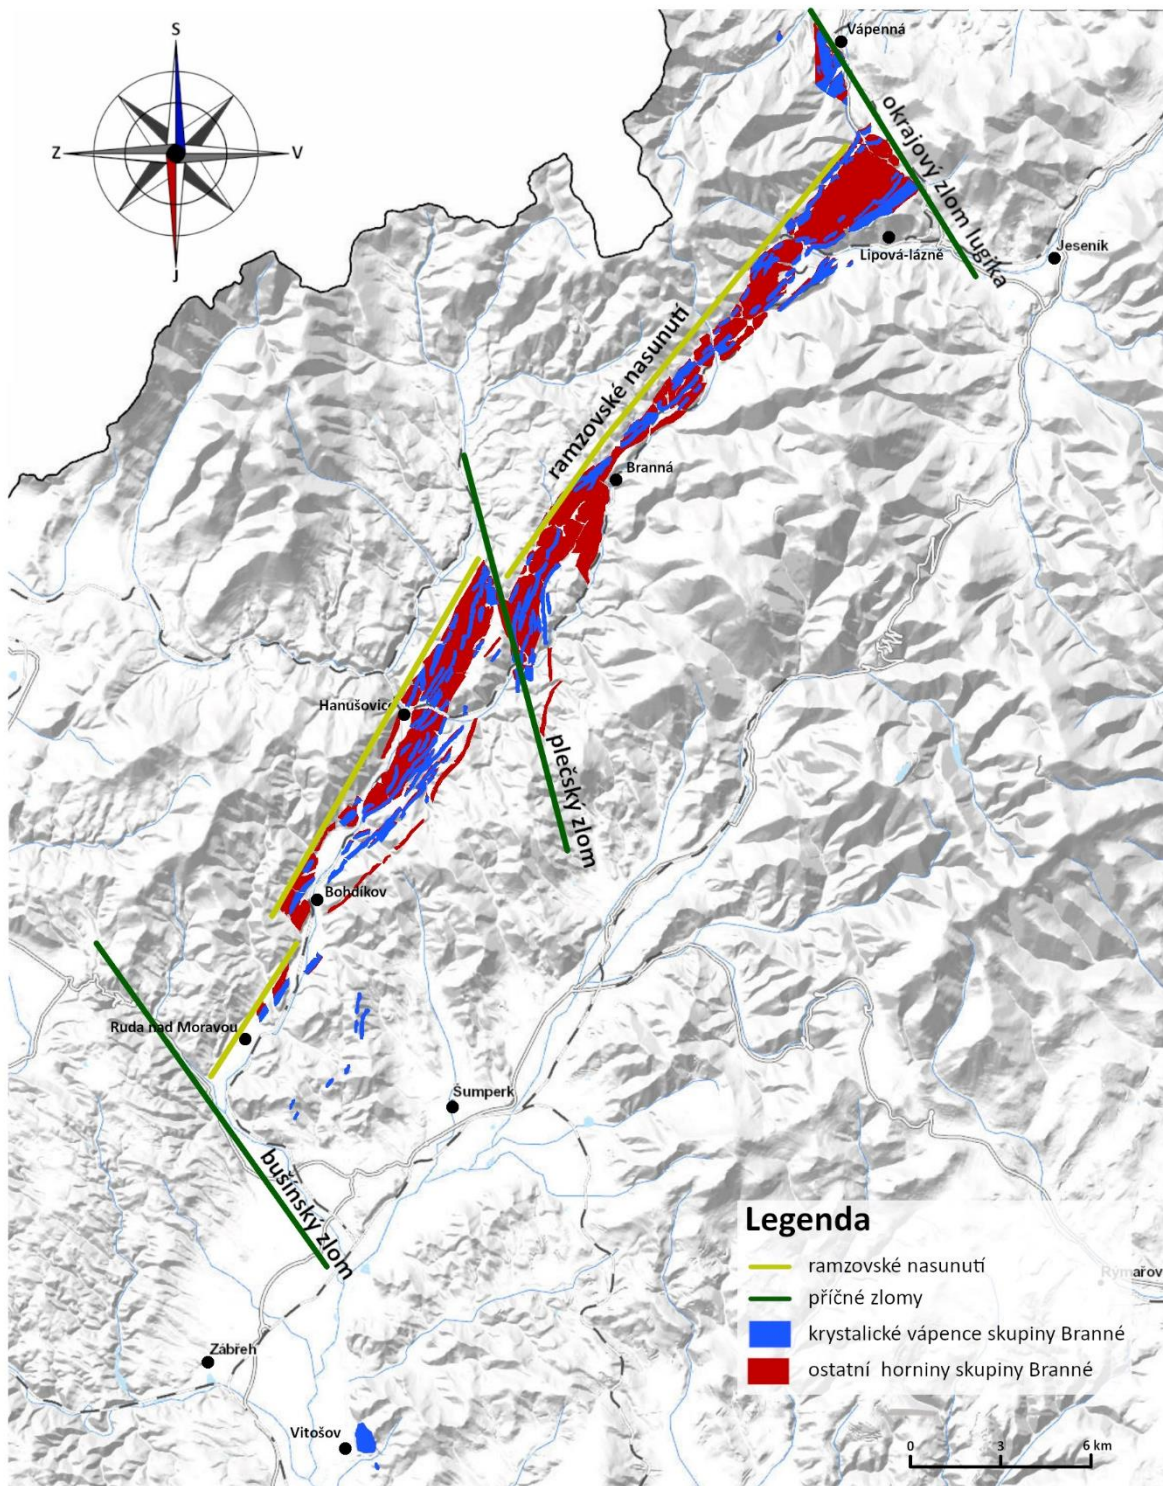 S
Z
V
J
Vápenná
okrajový zlom lugika
Lipová-lázně
Jeseník
ramzovské nasunutí
Branná
Hanušovice
plečský zlom
Bohdíkov
Ruda nad Moravou
Šumperk
bušínský zlom
Zábřeh
Vitošov
Rýmařov
Legenda
ramzovské nasunutí
příčné zlomy
krystalické vápence skupiny Branné
ostatní horniny skupiny Branné
0 3 6 km